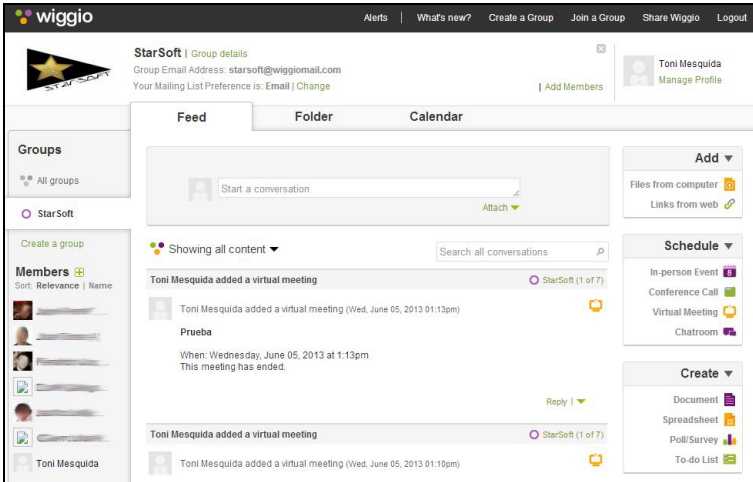 wiggio
Alerts | What's new? Create a Group Join a Group Share Wiggio Logout
STARSOFT
StarSoft | Group details
Group Email Address: starsoft@wiggiomail.com
Your Mailing List Preference is: Email | Change
| Add Members
Toni Mesquida
Manage Profile
Feed Folder Calendar
Groups
All groups
StarSoft
Create a group
Members
Sort: Relevance | Name
Toni Mesquida
Start a conversation
Attach
Showing all content
Search all conversations
Toni Mesquida added a virtual meeting StarSoft (1 of 7)
Toni Mesquida added a virtual meeting (Wed, June 05, 2013 01:13pm)
Prueba
When: Wednesday, June 05, 2013 at 1:13pm
This meeting has ended.
Reply |
Toni Mesquida added a virtual meeting StarSoft (1 of 7)
Toni Mesquida added a virtual meeting (Wed, June 05, 2013 01:10pm)
Add
Files from computer
Links from web
Schedule
In-person Event 8
Conference Call
Virtual Meeting
Chatroom
Create
Document
Spreadsheet
Poll/Survey
To-do List